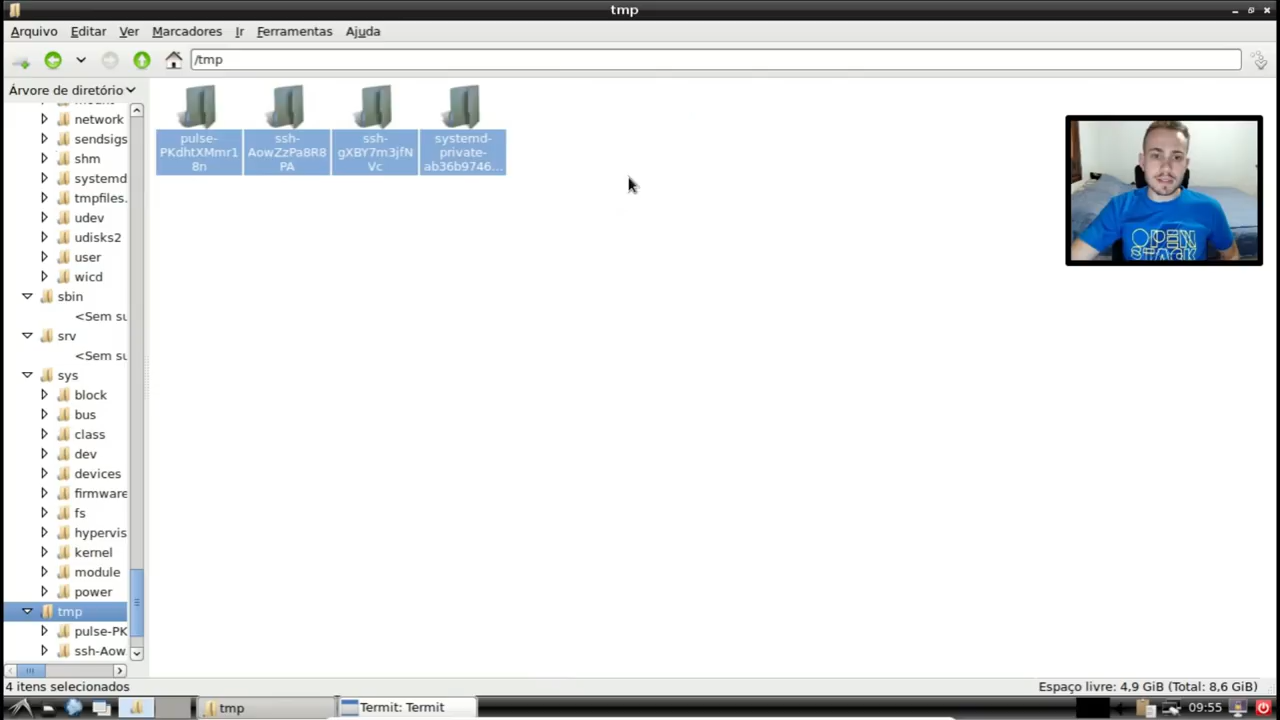 tmp
Arquivo Editar Ver Marcadores Ir Ferramentas Ajuda
/tmp
Árvore de diretório
network
sendsigs
shm
systemd
tmpfiles.
udev
udisks2
user
wicd
sbin
<Sem su
srv
<Sem su
sys
block
bus
class
dev
devices
firmware
fs
hypervis
kernel
module
power
tmp
pulse-PK
ssh-Aow
pulse-
PKdhtXMmr1
8n
ssh-
AowZzPa8R8
PA
ssh-
gXBY7m3jfN
Vc
systemd-
private-
ab36b9746...
OPEN
STACK
4 itens selecionados
Espaço livre: 4,9 GiB (Total: 8,6 GiB)
tmp
Termit: Termit
09:55